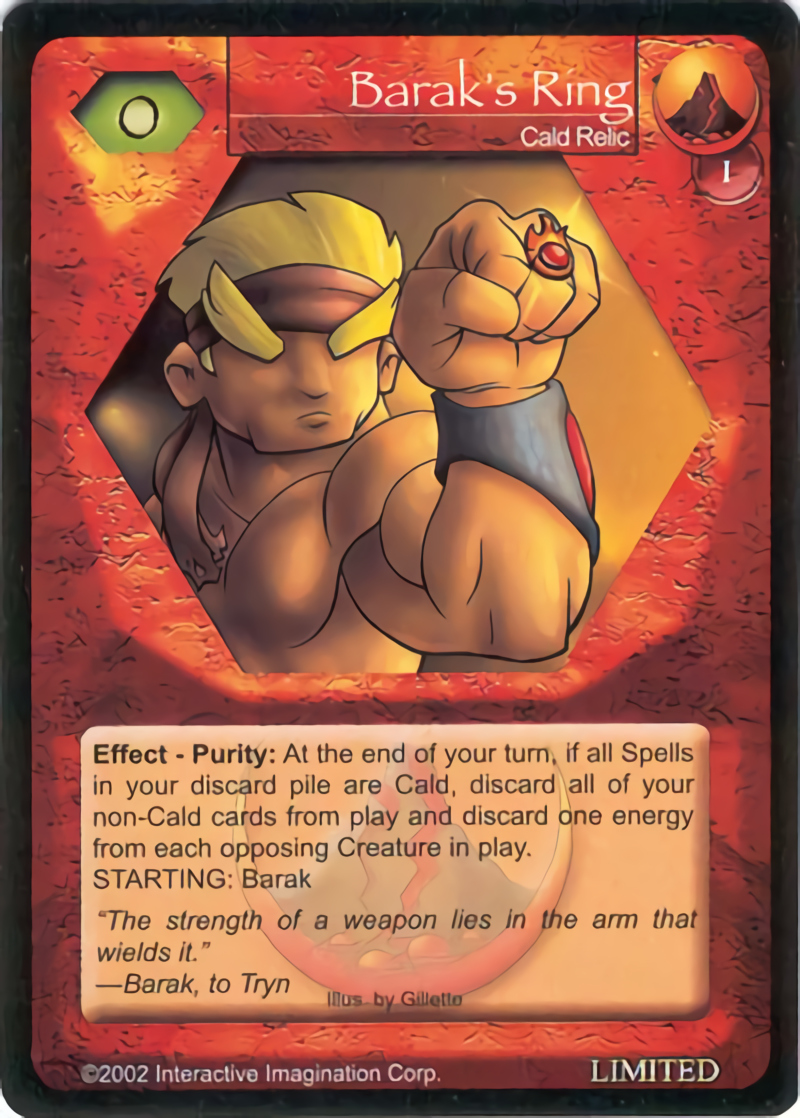 0
Barak's Ring
Cald Relic
I
Effect - Purity: At the end of your turn, if all Spells
in your discard pile are Cald, discard all of your
non-Cald cards from play and discard one energy
from each opposing Creature in play.
STARTING: Barak
"The strength of a weapon lies in the arm that
wields it."
—Barak, to Tryn
Illus. by Gillette
©2002 Interactive Imagination Corp.
LIMITED